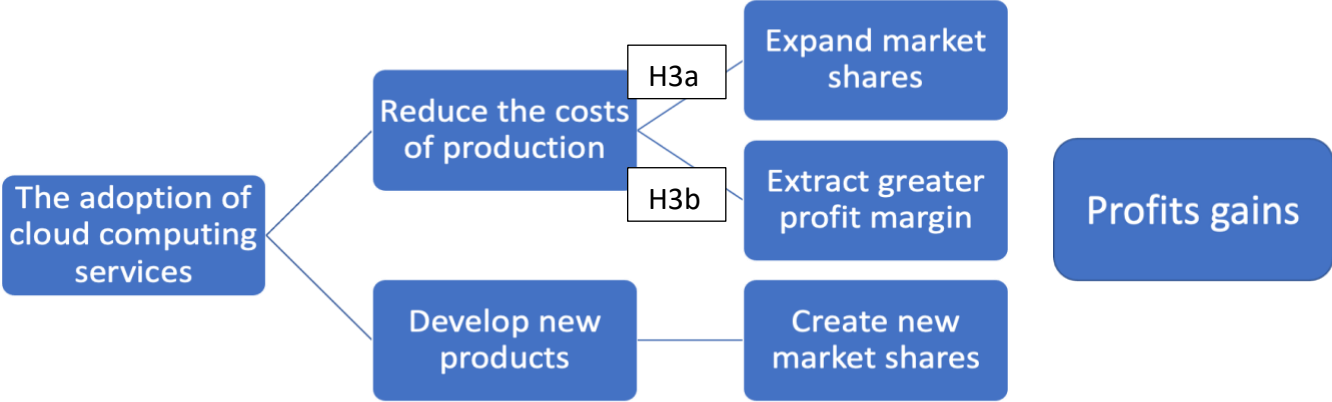 The adoption of
cloud computing
services
Reduce the costs
of production
Develop new
products
H3a
H3b
Expand market
shares
Extract greater
profit margin
Create new
market shares
Profits gains